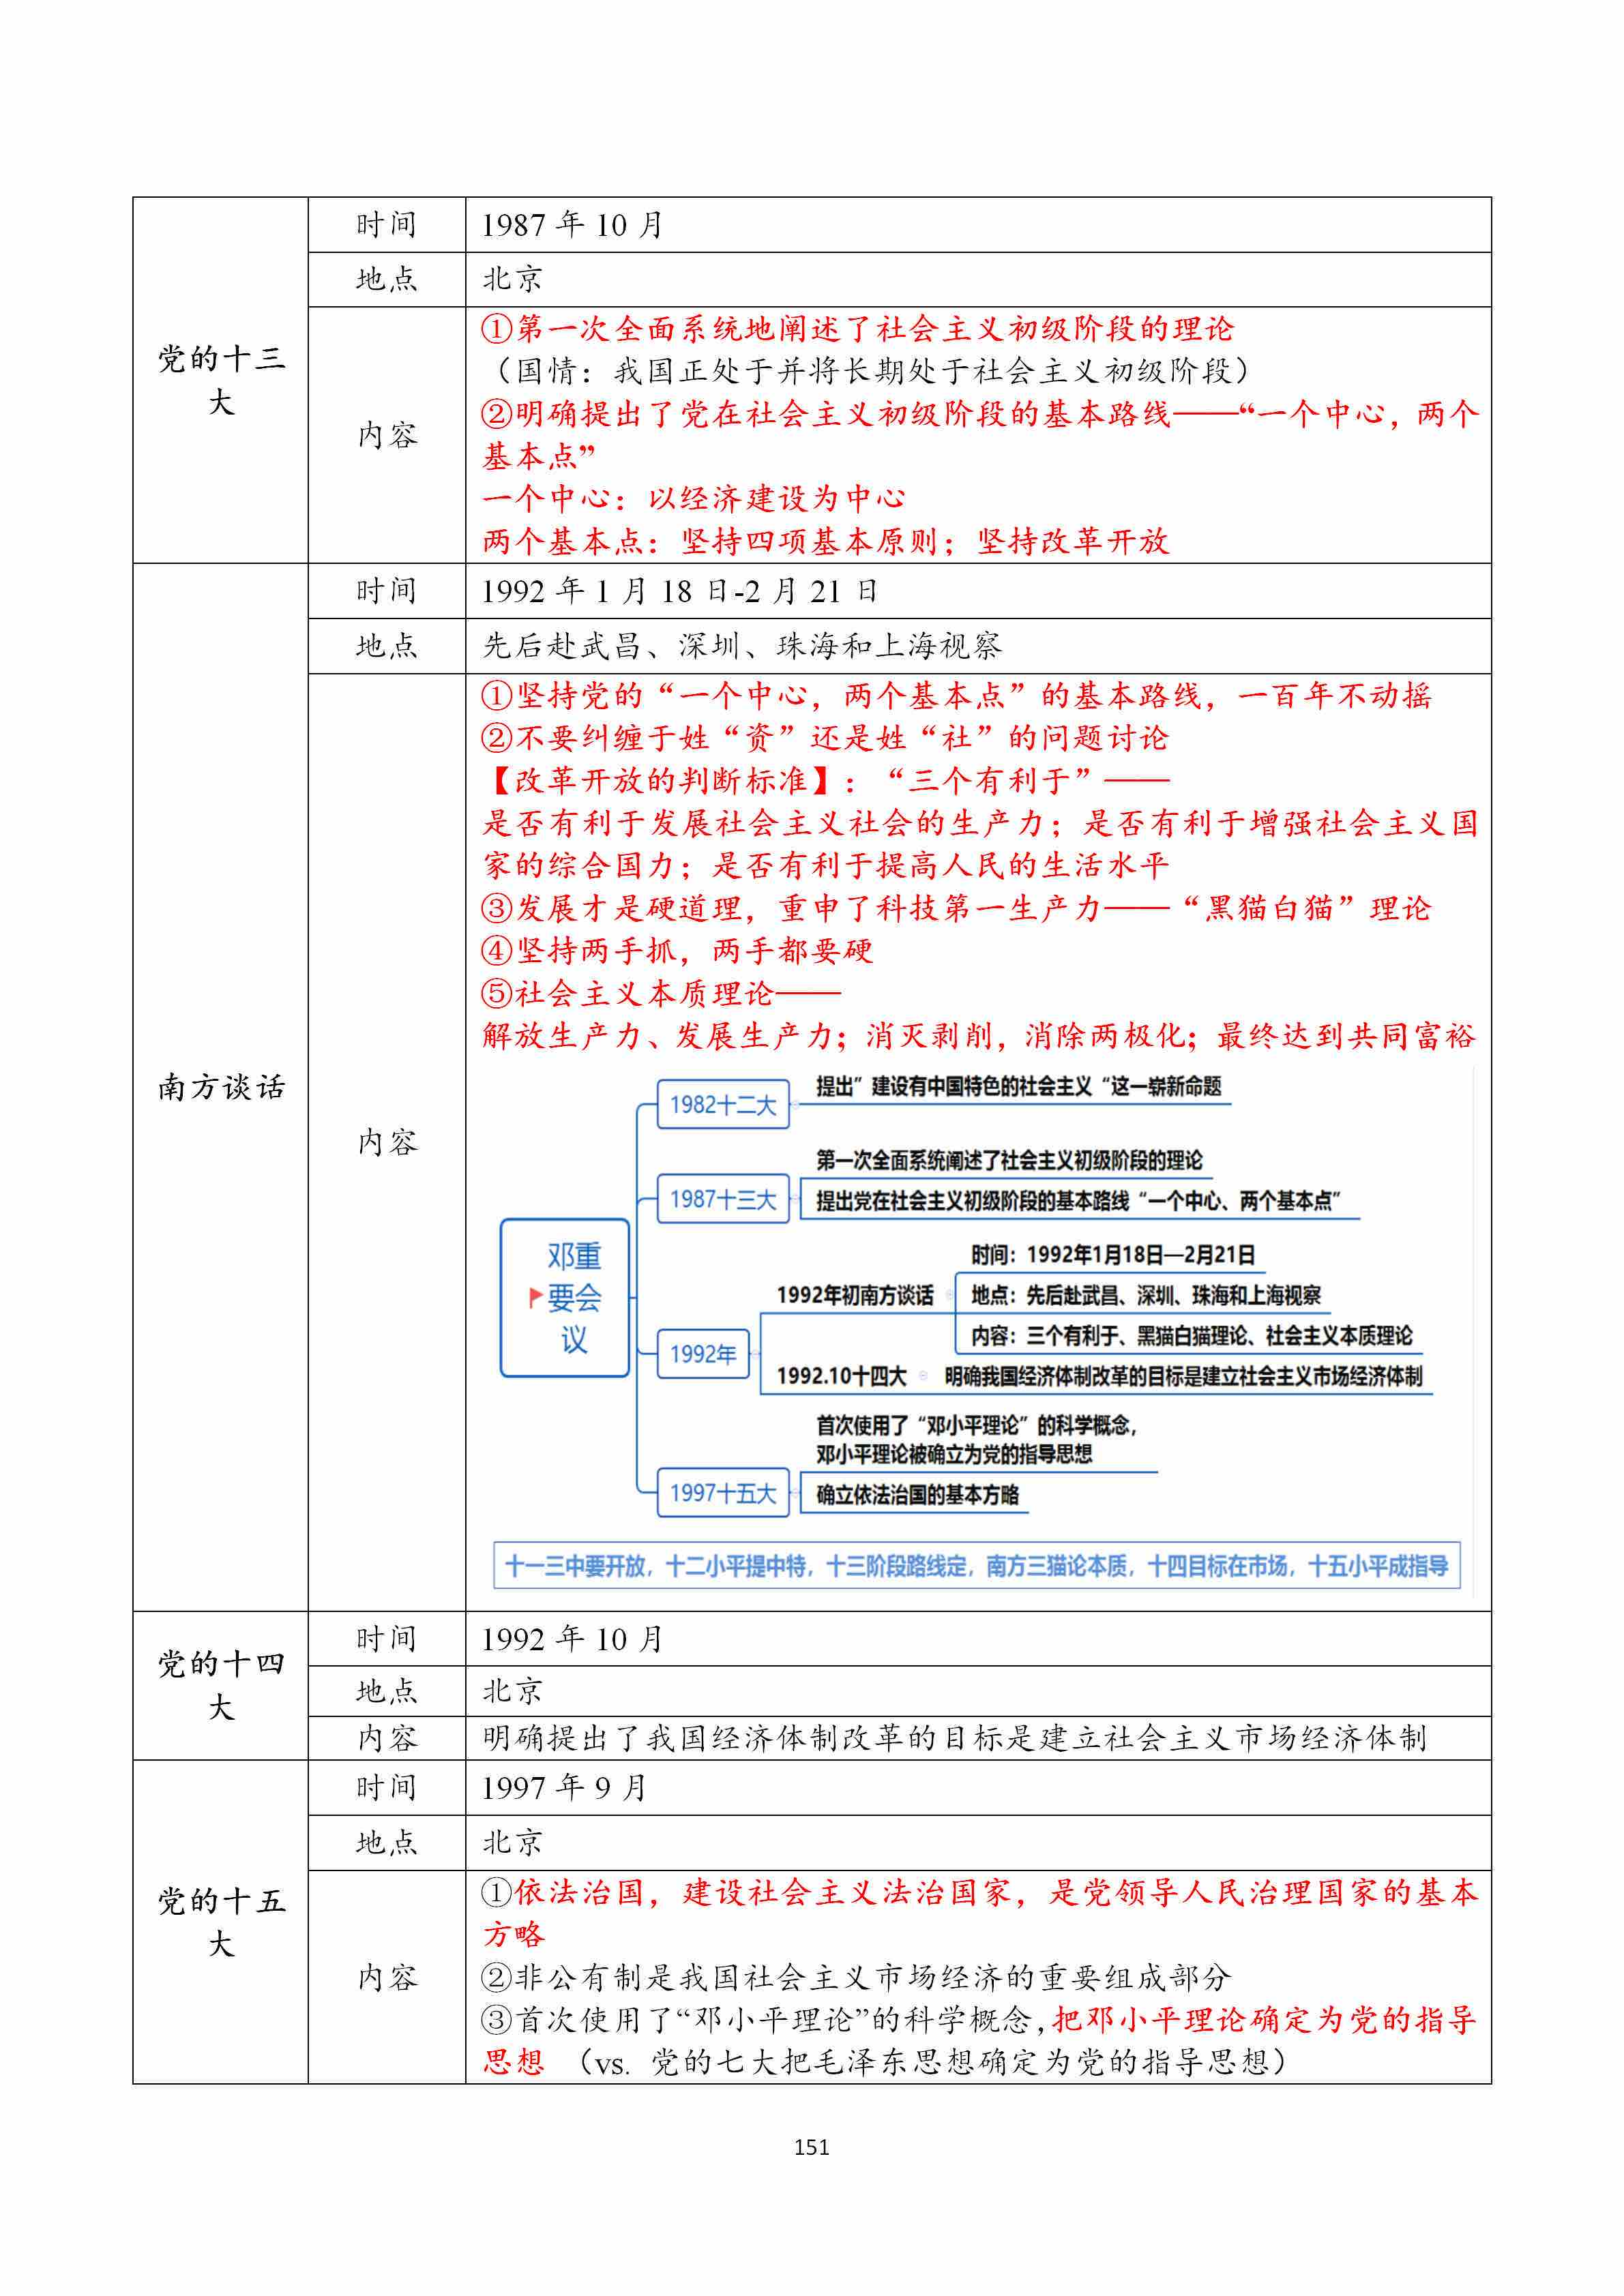 党的十三
大
时间
1987 年 10 月
地点
北京
内容
①第一次全面系统地阐述了社会主义初级阶段的理论
（国情：我国正处于并将长期处于社会主义初级阶段）
②明确提出了党在社会主义初级阶段的基本路线——“一个中心，两个
基本点”
一个中心：以经济建设为中心
两个基本点：坚持四项基本原则；坚持改革开放
南方谈话
时间
1992 年 1 月 18 日-2 月 21 日
地点
先后赴武昌、深圳、珠海和上海视察
内容
①坚持党的“一个中心，两个基本点”的基本路线，一百年不动摇
②不要纠缠于姓“资”还是姓“社”的问题讨论
【改革开放的判断标准】：“三个有利于”——
是否有利于发展社会主义社会的生产力；是否有利于增强社会主义国
家的综合国力；是否有利于提高人民的生活水平
③发展才是硬道理，重申了科技第一生产力——“黑猫白猫”理论
④坚持两手抓，两手都要硬
⑤社会主义本质理论——
解放生产力、发展生产力；消灭剥削，消除两极化；最终达到共同富裕
邓重
要会
议
1982十二大
提出”建设有中国特色的社会主义“这一崭新命题
1987十三大
第一次全面系统阐述了社会主义初级阶段的理论
提出党在社会主义初级阶段的基本路线“一个中心、两个基本点”
1992年
1992年初南方谈话
时间：1992年1月18日—2月21日
地点：先后赴武昌、深圳、珠海和上海视察
内容：三个有利于、黑猫白猫理论、社会主义本质理论
1992.10十四大
明确我国经济体制改革的目标是建立社会主义市场经济体制
1997十五大
首次使用了“邓小平理论”的科学概念，
邓小平理论被确立为党的指导思想
确立依法治国的基本方略
十一三中要开放，十二小平提中特，十三阶段路线定，南方三猫论本质，十四目标在市场，十五小平成指导
党的十四
大
时间
1992 年 10 月
地点
北京
内容
明确提出了我国经济体制改革的目标是建立社会主义市场经济体制
党的十五
大
时间
1997 年 9 月
地点
北京
内容
①依法治国，建设社会主义法治国家，是党领导人民治理国家的基本
方略
②非公有制是我国社会主义市场经济的重要组成部分
③首次使用了“邓小平理论”的科学概念,把邓小平理论确定为党的指导
思想 （vs. 党的七大把毛泽东思想确定为党的指导思想）
151